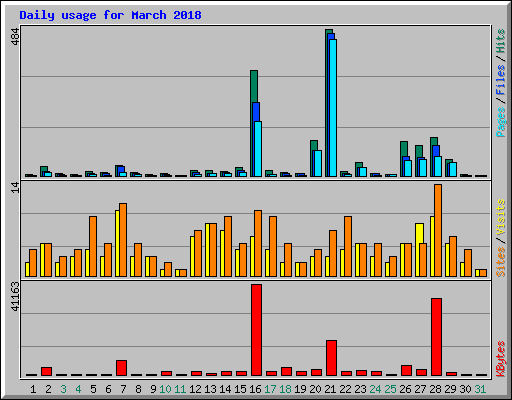 Daily usage for March 2018
484
Pages / Files / Hits
14
Sites / Visits
41163
KBytes
1 2 3 4 5 6 7 8 9 10 11 12 13 14 15 16 17 18 19 20 21 22 23 24 25 26 27 28 29 30 31